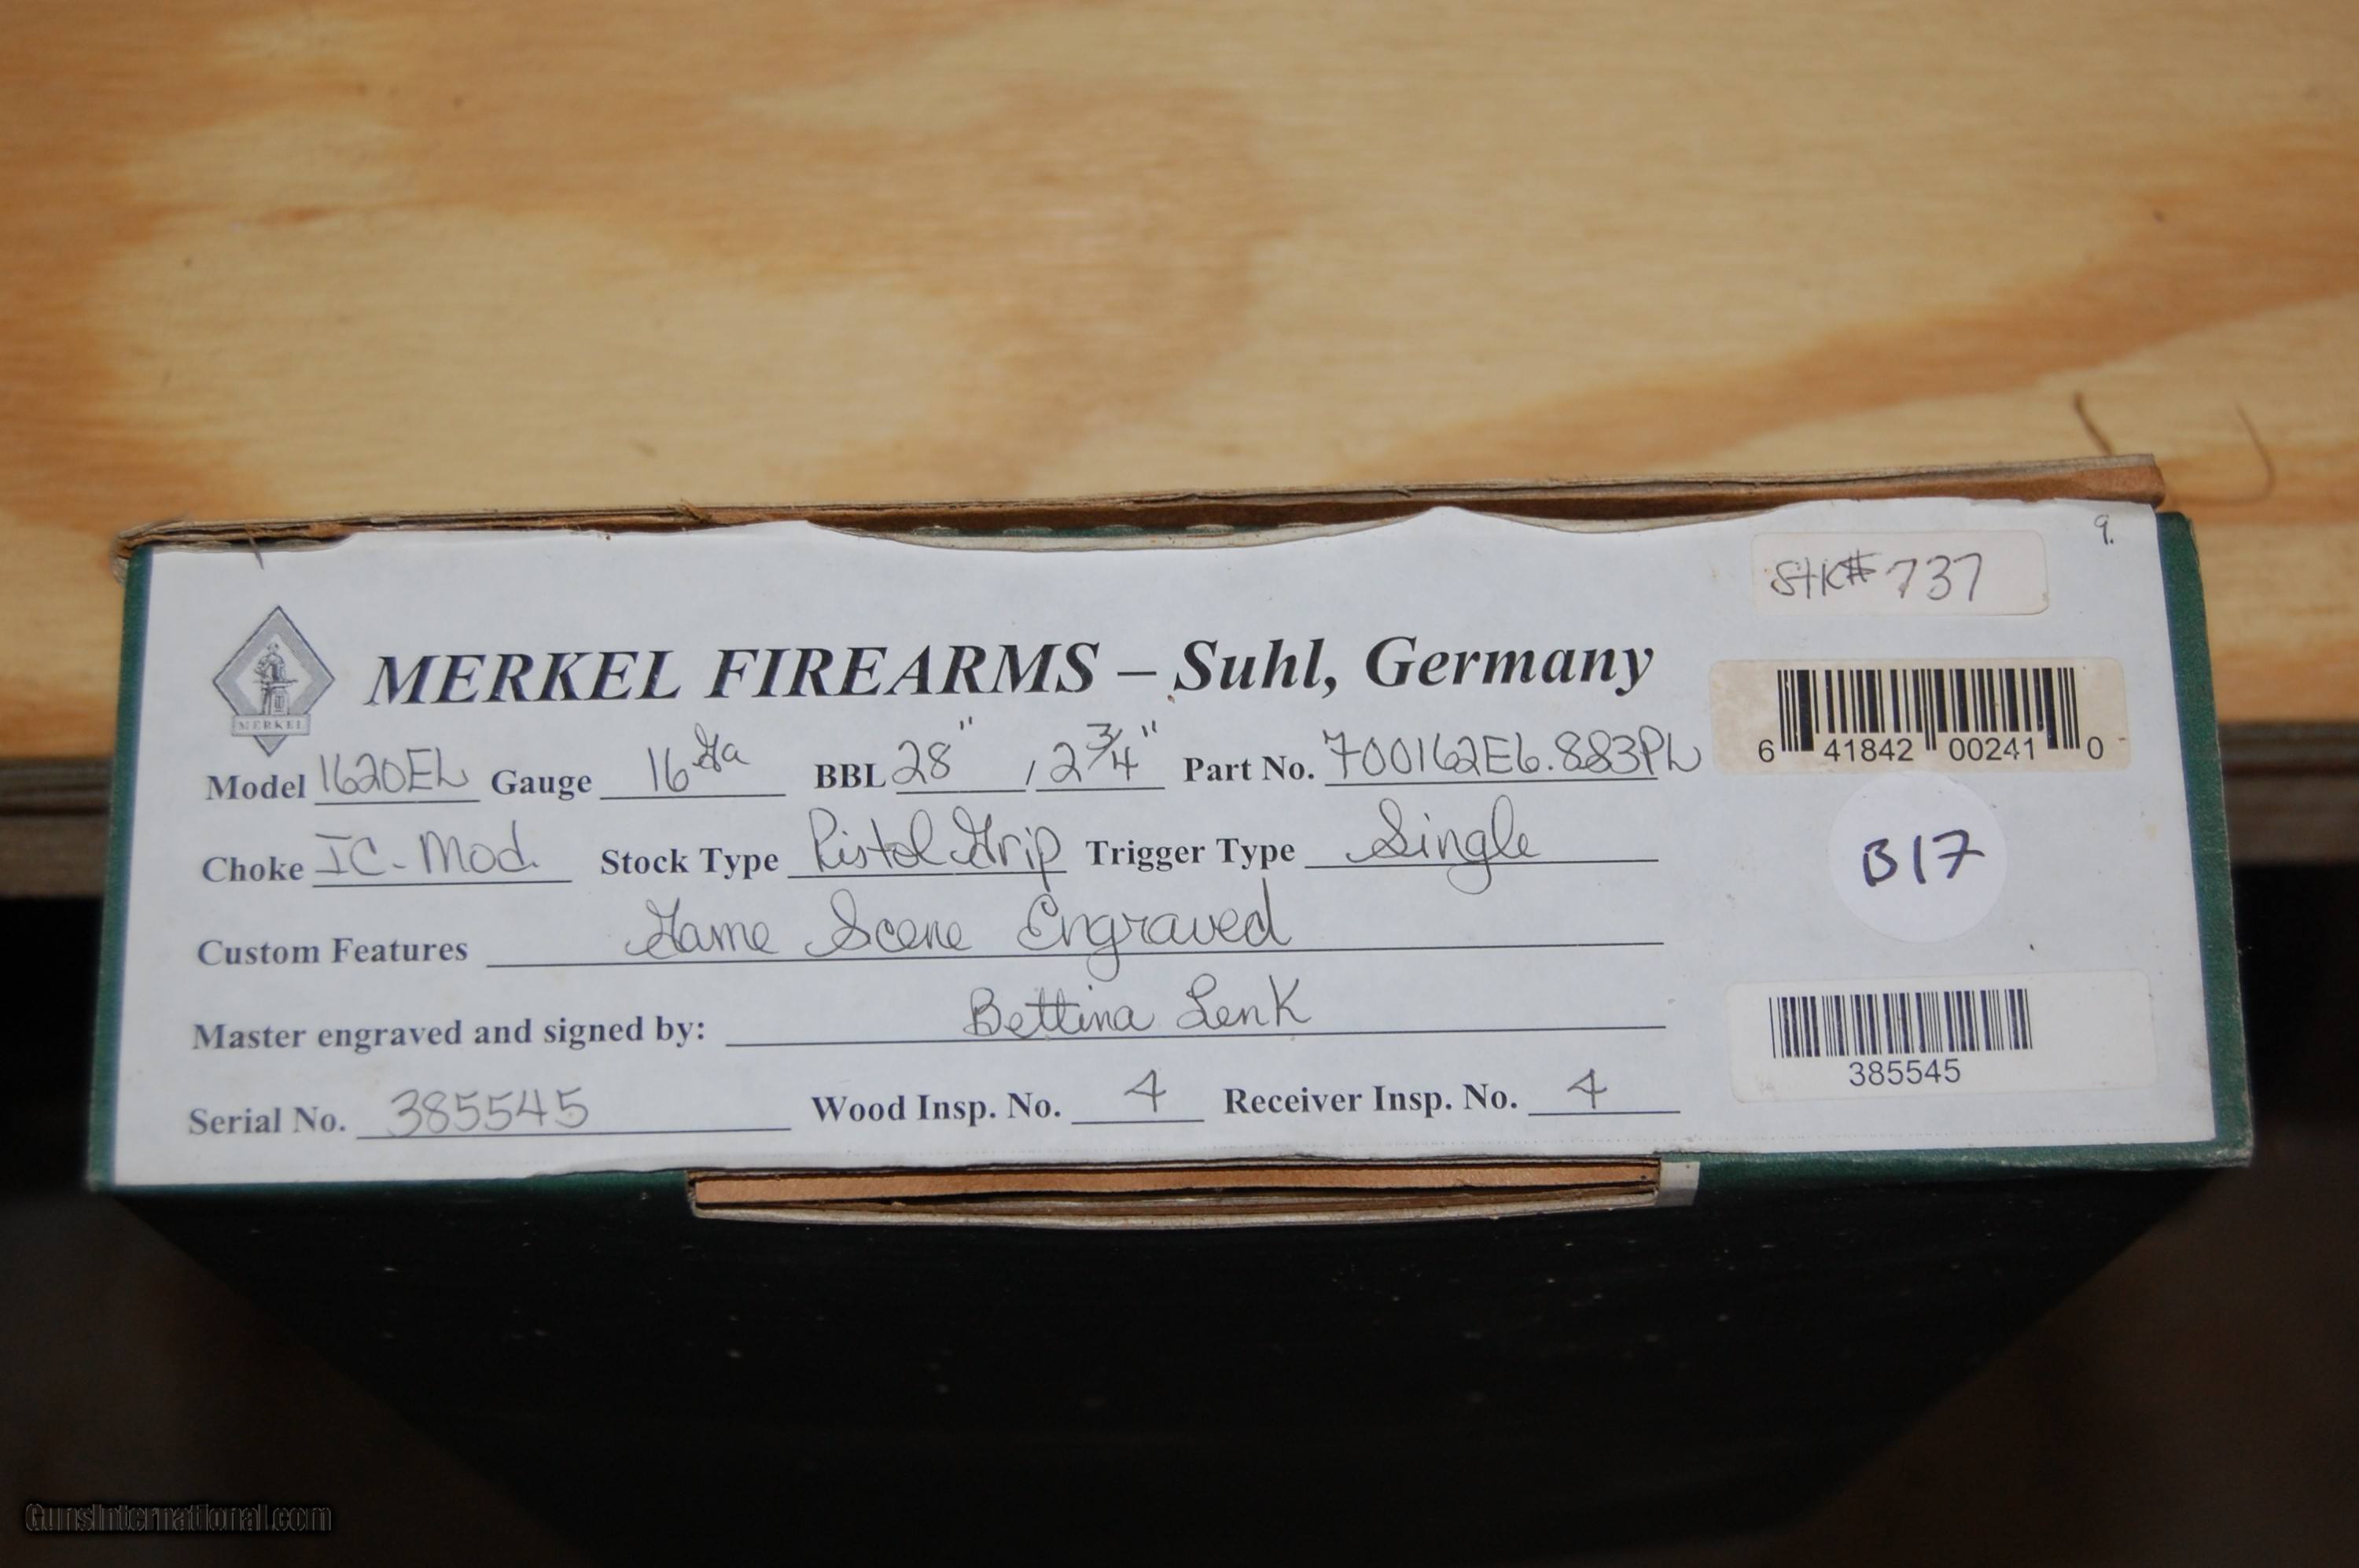 9.
STK# 737
MERKEL
MERKEL FIREARMS – Suhl, Germany
6 41842 00241 0
Model 1620EL Gauge 16 Ga BBL 28" / 2 3/4" Part No. 700162E6.883PL
Choke IC-Mod. Stock Type Pistol Grip Trigger Type Single
B17
Custom Features Game Scene Engraved
Master engraved and signed by: Bettina Lenk
385545
Serial No. 385545 Wood Insp. No. 4 Receiver Insp. No. 4
GunsInternational.com